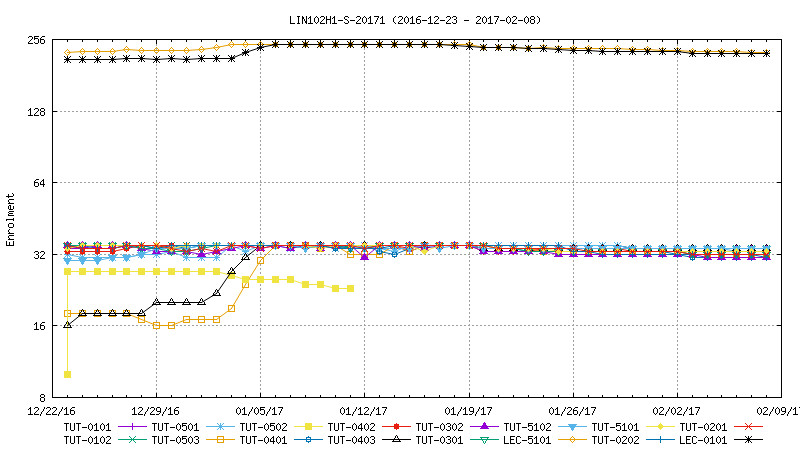 LIN102H1-S-20171 (2016-12-23 - 2017-02-08)
256
128
64
32
16
8
Enrolment
12/22/16 12/29/16 01/05/17 01/12/17 01/19/17 01/26/17 02/02/17 02/09/17
TUT-0101 TUT-0501 TUT-0502 TUT-0402 TUT-0302 TUT-5102 TUT-5101 TUT-0201
TUT-0102 TUT-0503 TUT-0401 TUT-0403 TUT-0301 LEC-5101 TUT-0202 LEC-0101